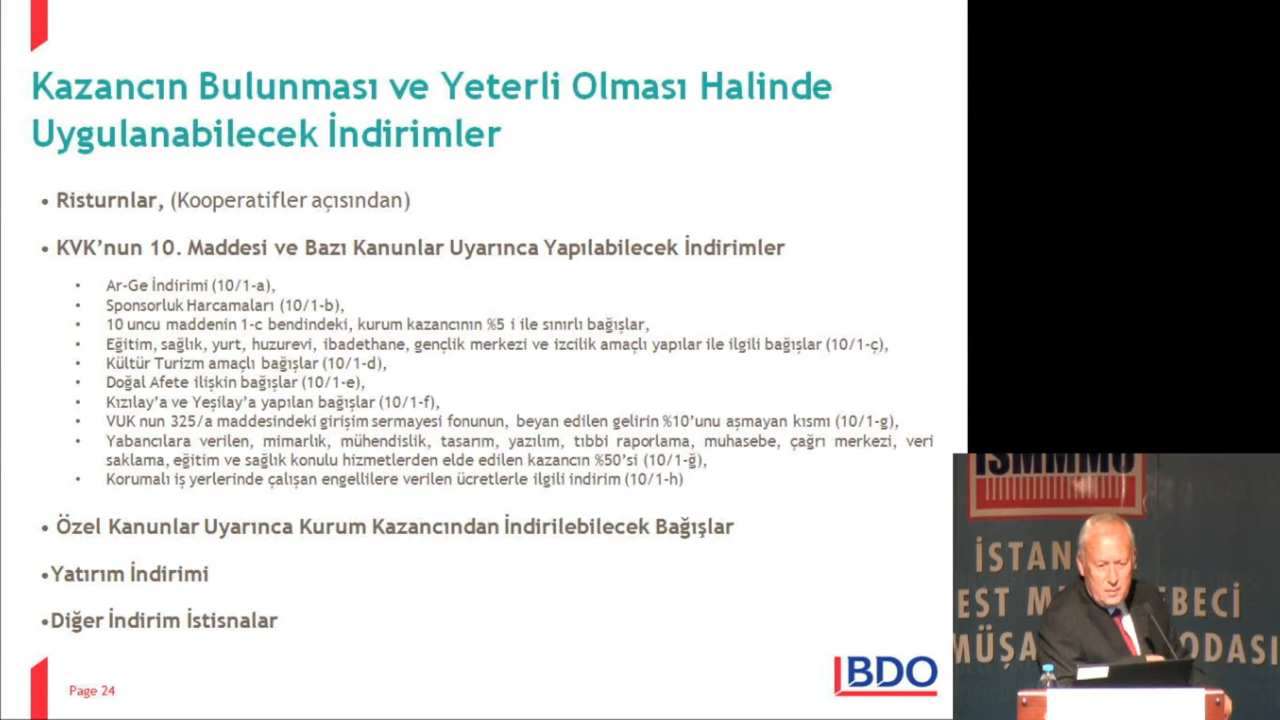 Kazancın Bulunması ve Yeterli Olması Halinde
Uygulanabilecek İndirimler
• Risturnlar, (Kooperatifler açısından)
• KVK’nun 10. Maddesi ve Bazı Kanunlar Uyarınca Yapılabilecek İndirimler
• Ar-Ge İndirimi (10/1-a),
• Sponsorluk Harcamaları (10/1-b),
• 10 uncu maddenin 1-c bendindeki, kurum kazancının %5 i ile sınırlı bağışlar,
• Eğitim, sağlık, yurt, huzurevi, ibadethane, gençlik merkezi ve izcilik amaçlı yapılar ile ilgili bağışlar (10/1-ç),
• Kültür Turizm amaçlı bağışlar (10/1-d),
• Doğal Afete ilişkin bağışlar (10/1-e),
• Kızılay’a ve Yeşilay’a yapılan bağışlar (10/1-f),
• VUK nun 325/a maddesindeki girişim sermayesi fonunun, beyan edilen gelirin %10’unu aşmayan kısmı (10/1-g),
• Yabancılara verilen, mimarlık, mühendislik, tasarım, yazılım, tıbbi raporlama, muhasebe, çağrı merkezi, veri
saklama, eğitim ve sağlık konulu hizmetlerden elde edilen kazancın %50’si (10/1-ğ),
• Korumalı iş yerlerinde çalışan engellilere verilen ücretlerle ilgili indirim (10/1-h)
• Özel Kanunlar Uyarınca Kurum Kazancından İndirilebilecek Bağışlar
•Yatırım İndirimi
•Diğer İndirim İstisnalar
Page 24
BDO
İSMMMO
İSTAN
EST M EBECİ
MÜŞA ODASI